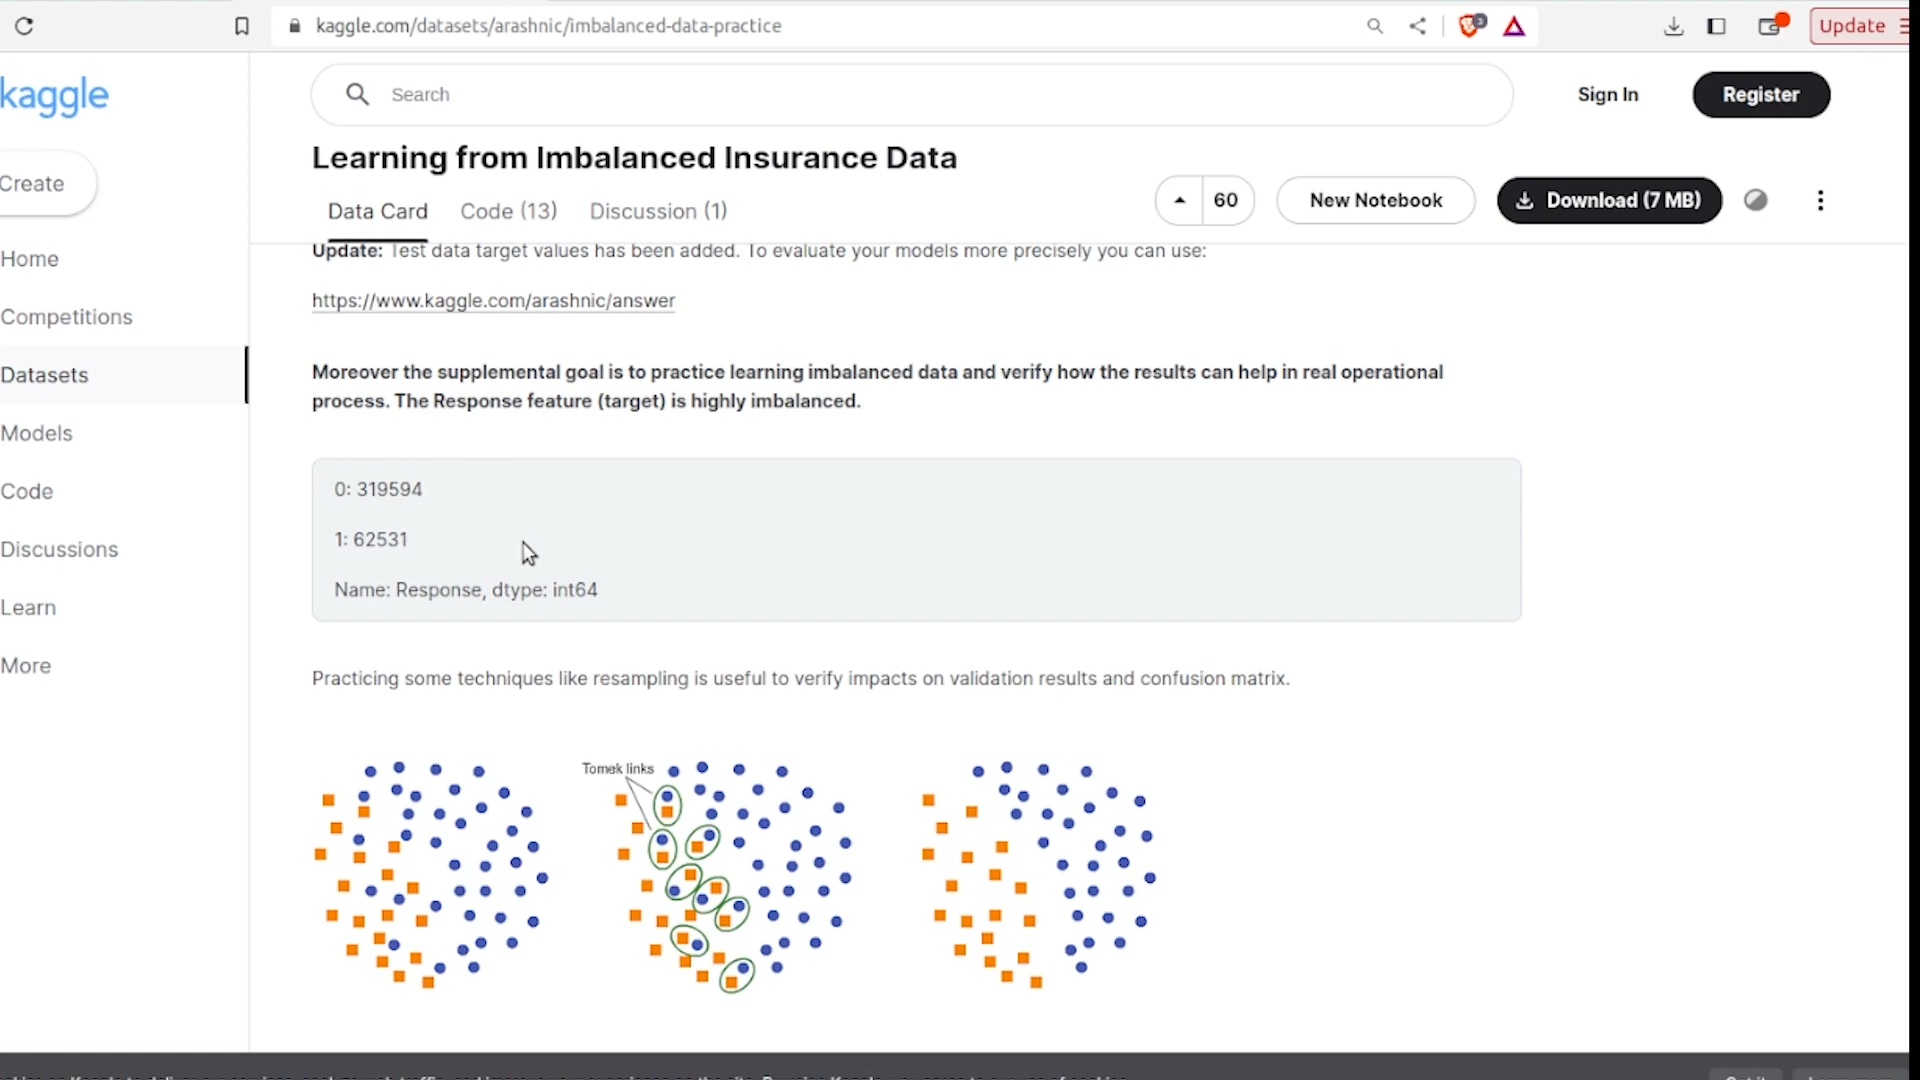 kaggle.com/datasets/arashnic/imbalanced-data-practice
3
Update
kaggle
Search
Sign In
Register
Learning from Imbalanced Insurance Data
Create
Data Card
Code (13)
Discussion (1)
60
New Notebook
Download (7 MB)
Home
Competitions
Datasets
Models
Code
Discussions
Learn
More
Update: Test data target values has been added. To evaluate your models more precisely you can use:
https://www.kaggle.com/arashnic/answer
Moreover the supplemental goal is to practice learning imbalanced data and verify how the results can help in real operational
process. The Response feature (target) is highly imbalanced.
0: 319594
1: 62531
Name: Response, dtype: int64
Practicing some techniques like resampling is useful to verify impacts on validation results and confusion matrix.
Tomek links